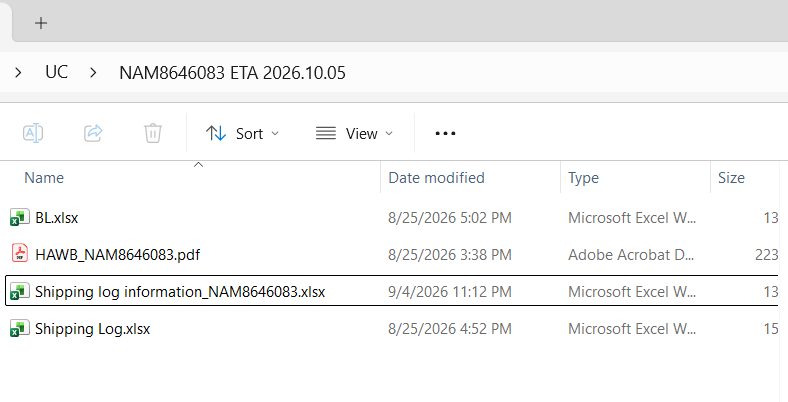 UC > NAM8646083 ETA 2026.10.05
Sort View
Name Date modified Type Size
BL.xlsx 8/25/2026 5:02 PM Microsoft Excel W... 13
HAWB_NAM8646083.pdf 8/25/2026 3:38 PM Adobe Acrobat D... 223
Shipping log information_NAM8646083.xlsx 9/4/2026 11:12 PM Microsoft Excel W... 13
Shipping Log.xlsx 8/25/2026 4:52 PM Microsoft Excel W... 15